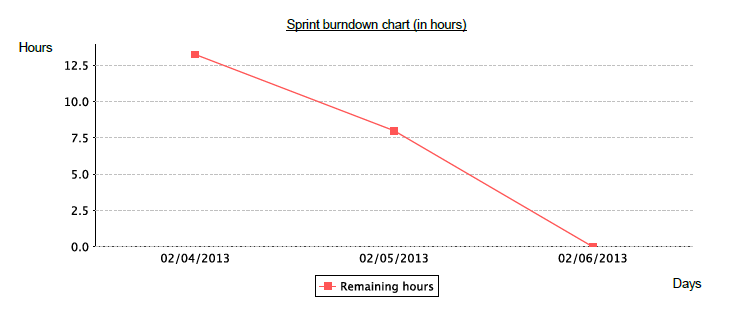 Sprint burndown chart (in hours)
Hours
12.5
10.0
7.5
5.0
2.5
0.0
02/04/2013 02/05/2013 02/06/2013
Days
Remaining hours